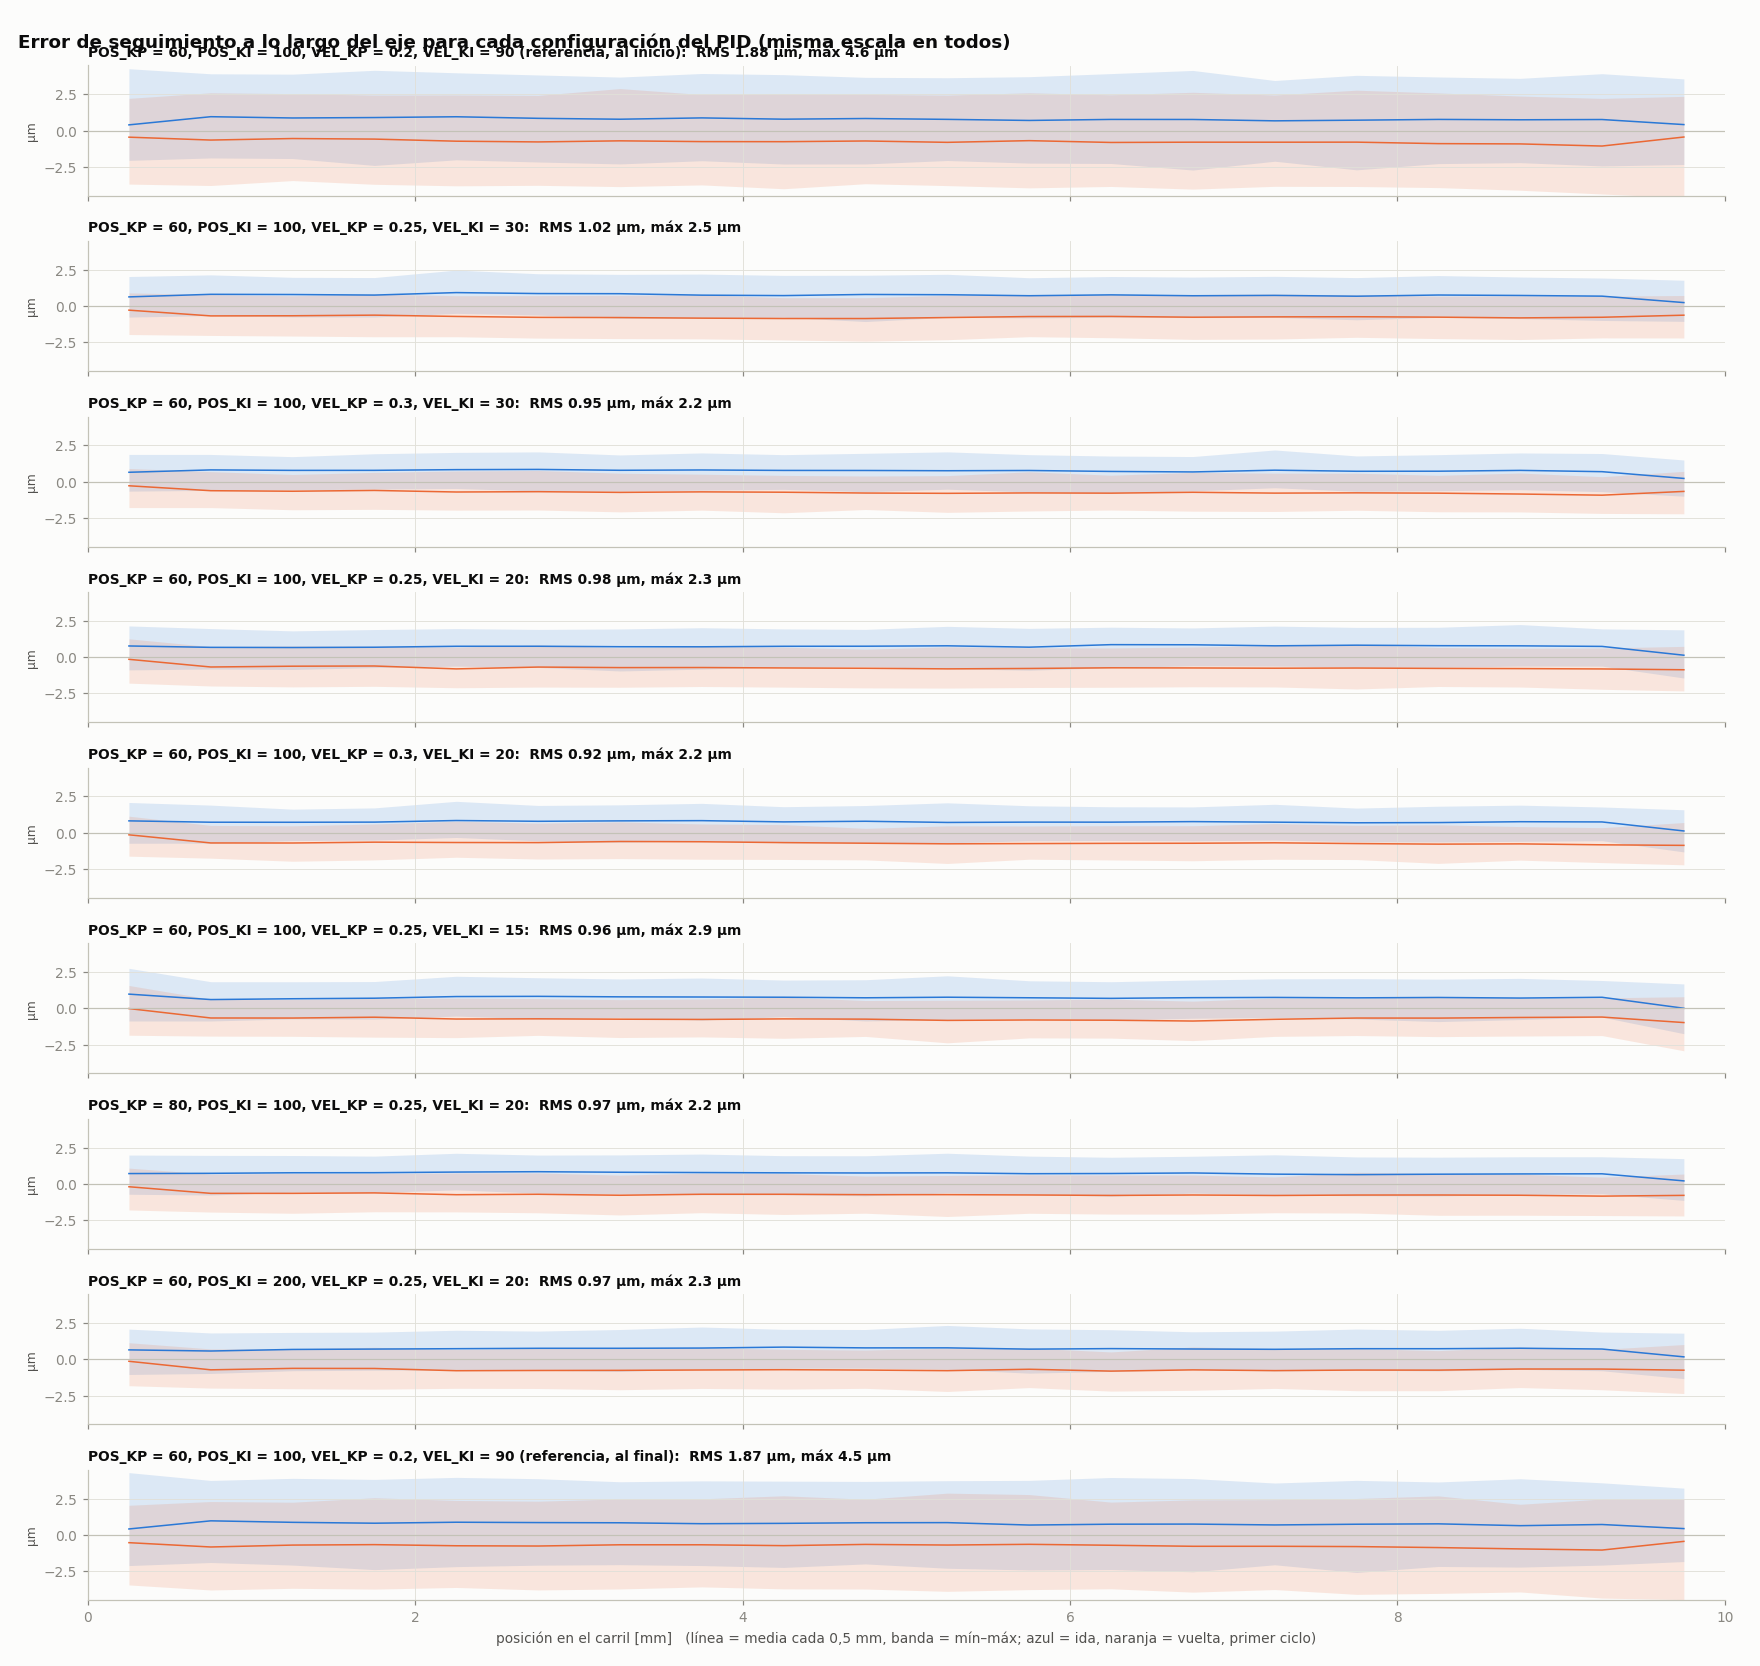 Error de seguimiento a lo largo del eje para cada configuración del PID (misma escala en todos)
POS_KP = 60, POS_KI = 100, VEL_KP = 0.2, VEL_KI = 90 (referencia, al inicio):  RMS 1.88 µm, máx 4.6 µm
2.5
0.0
−2.5
µm
POS_KP = 60, POS_KI = 100, VEL_KP = 0.25, VEL_KI = 30:  RMS 1.02 µm, máx 2.5 µm
2.5
0.0
−2.5
µm
POS_KP = 60, POS_KI = 100, VEL_KP = 0.3, VEL_KI = 30:  RMS 0.95 µm, máx 2.2 µm
2.5
0.0
−2.5
µm
POS_KP = 60, POS_KI = 100, VEL_KP = 0.25, VEL_KI = 20:  RMS 0.98 µm, máx 2.3 µm
2.5
0.0
−2.5
µm
POS_KP = 60, POS_KI = 100, VEL_KP = 0.3, VEL_KI = 20:  RMS 0.92 µm, máx 2.2 µm
2.5
0.0
−2.5
µm
POS_KP = 60, POS_KI = 100, VEL_KP = 0.25, VEL_KI = 15:  RMS 0.96 µm, máx 2.9 µm
2.5
0.0
−2.5
µm
POS_KP = 80, POS_KI = 100, VEL_KP = 0.25, VEL_KI = 20:  RMS 0.97 µm, máx 2.2 µm
2.5
0.0
−2.5
µm
POS_KP = 60, POS_KI = 200, VEL_KP = 0.25, VEL_KI = 20:  RMS 0.97 µm, máx 2.3 µm
2.5
0.0
−2.5
µm
POS_KP = 60, POS_KI = 100, VEL_KP = 0.2, VEL_KI = 90 (referencia, al final):  RMS 1.87 µm, máx 4.5 µm
2.5
0.0
−2.5
µm
0 2 4 6 8 10
posición en el carril [mm]   (línea = media cada 0,5 mm, banda = mín–máx; azul = ida, naranja = vuelta, primer ciclo)